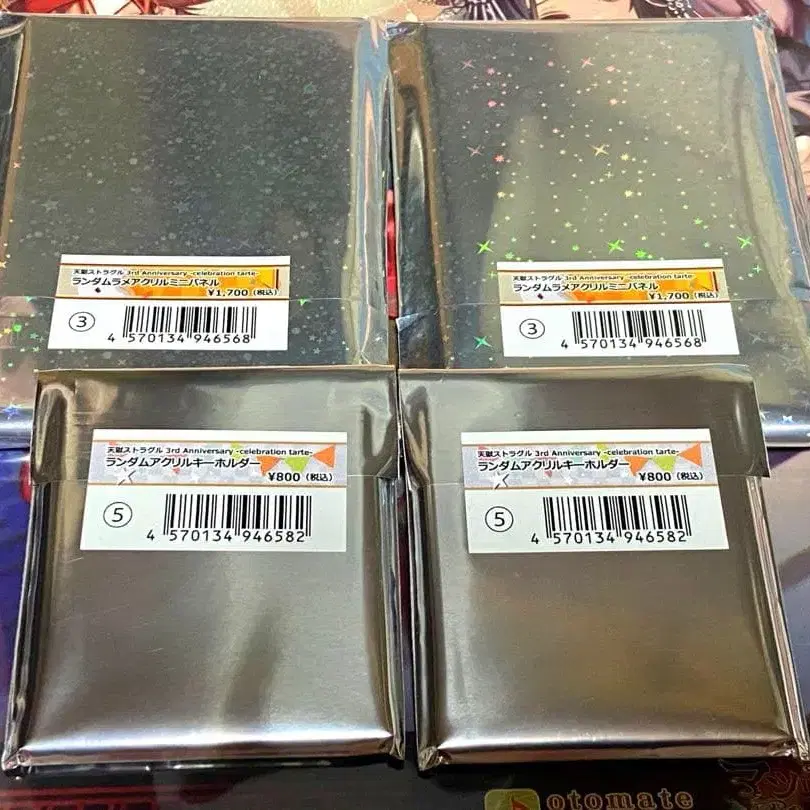 天獄ストラグル 3rd Anniversary -celebration tarte-
ランダムラメアクリルミニパネル
¥1,700 (税込)
③
4 570134 946568
天獄ストラグル 3rd Anniversary -celebration tarte-
ランダムラメアクリルミニパネル
¥1,700 (税込)
③
4 570134 946568
天獄ストラグル 3rd Anniversary -celebration tarte-
ランダムアクリルキーホルダー
¥800 (税込)
⑤
4 570134 946582
天獄ストラグル 3rd Anniversary -celebration tarte-
ランダムアクリルキーホルダー
¥800 (税込)
⑤
4 570134 946582
otomate